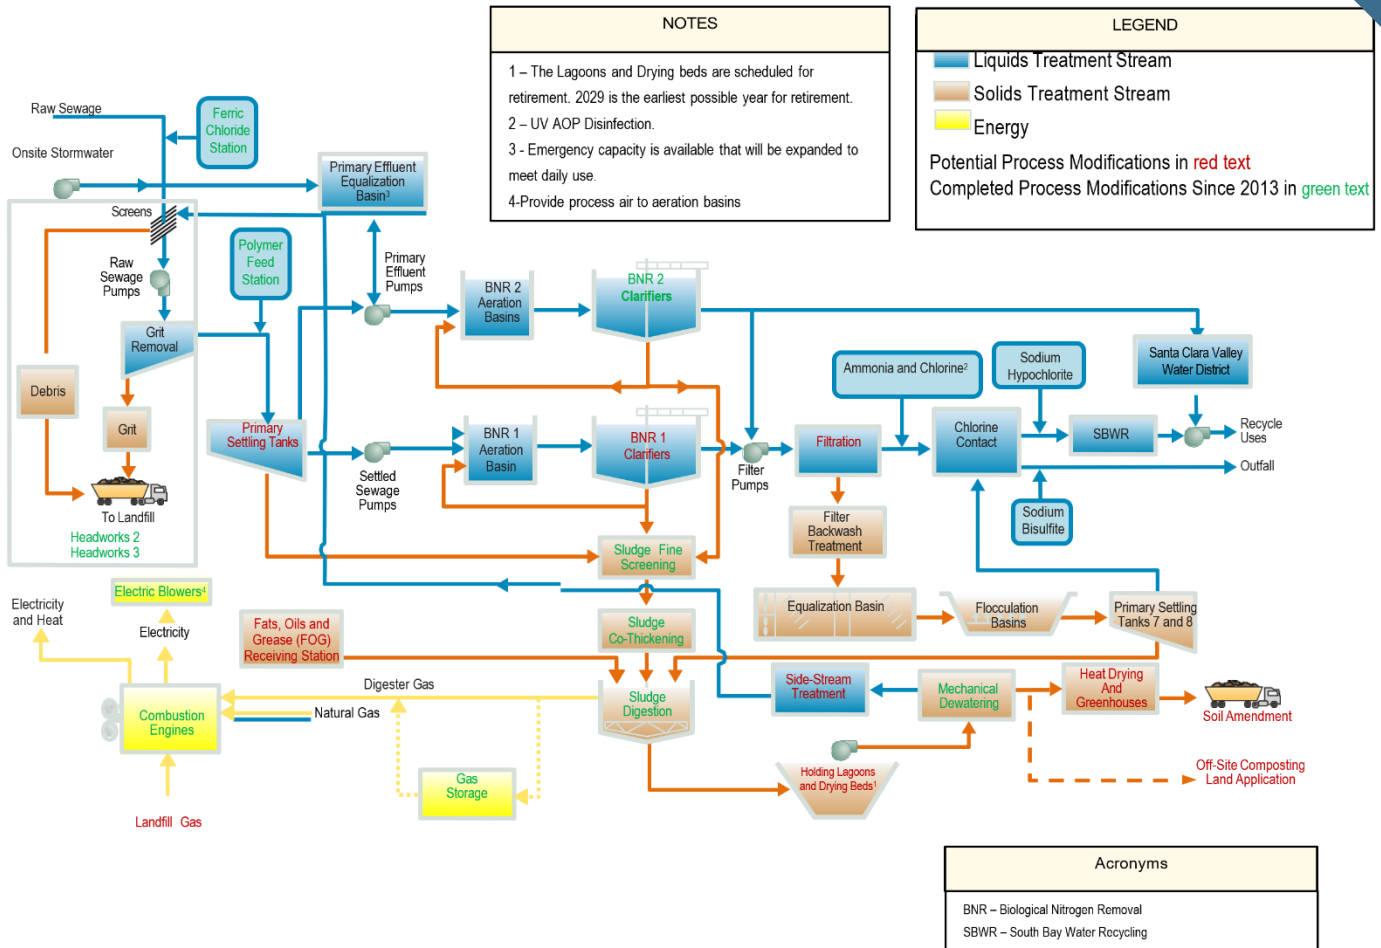 NOTES
1 – The Lagoons and Drying beds are scheduled for
retirement. 2029 is the earliest possible year for retirement.
2 – UV AOP Disinfection.
3 - Emergency capacity is available that will be expanded to
meet daily use.
4-Provide process air to aeration basins
LEGEND
Liquids Treatment Stream
Solids Treatment Stream
Energy
Potential Process Modifications in red text
Completed Process Modifications Since 2013 in green text
Raw Sewage
Ferric
Chloride
Station
Onsite Stormwater
Primary Effluent
Equalization
Basin3
Screens
Polymer
Feed
Station
Raw
Sewage
Pumps
Primary
Effluent
Pumps
BNR 2
Aeration
Basins
BNR 2
Clarifiers
Grit
Removal
Debris
Grit
Primary
Settling Tanks
To Landfill
Headworks 2
Headworks 3
Settled
Sewage
Pumps
BNR 1
Aeration
Basin
BNR 1
Clarifiers
Filter
Pumps
Filtration
Ammonia and Chlorine2
Chlorine
Contact
Sodium
Hypochlorite
SBWR
Santa Clara Valley
Water District
Recycle
Uses
Outfall
Sodium
Bisulfite
Filter
Backwash
Treatment
Sludge Fine
Screening
Equalization Basin
Flocculation
Basins
Primary Settling
Tanks 7 and 8
Electric Blowers4
Electricity
and Heat
Electricity
Fats, Oils and
Grease (FOG)
Receiving Station
Sludge
Co-Thickening
Sludge
Digestion
Digester Gas
Natural Gas
Combustion
Engines
Gas
Storage
Landfill Gas
Side-Stream
Treatment
Mechanical
Dewatering
Heat Drying
And
Greenhouses
Soil Amendment
Holding Lagoons
and Drying Beds1
Off-Site Composting
Land Application
Acronyms
BNR – Biological Nitrogen Removal
SBWR – South Bay Water Recycling